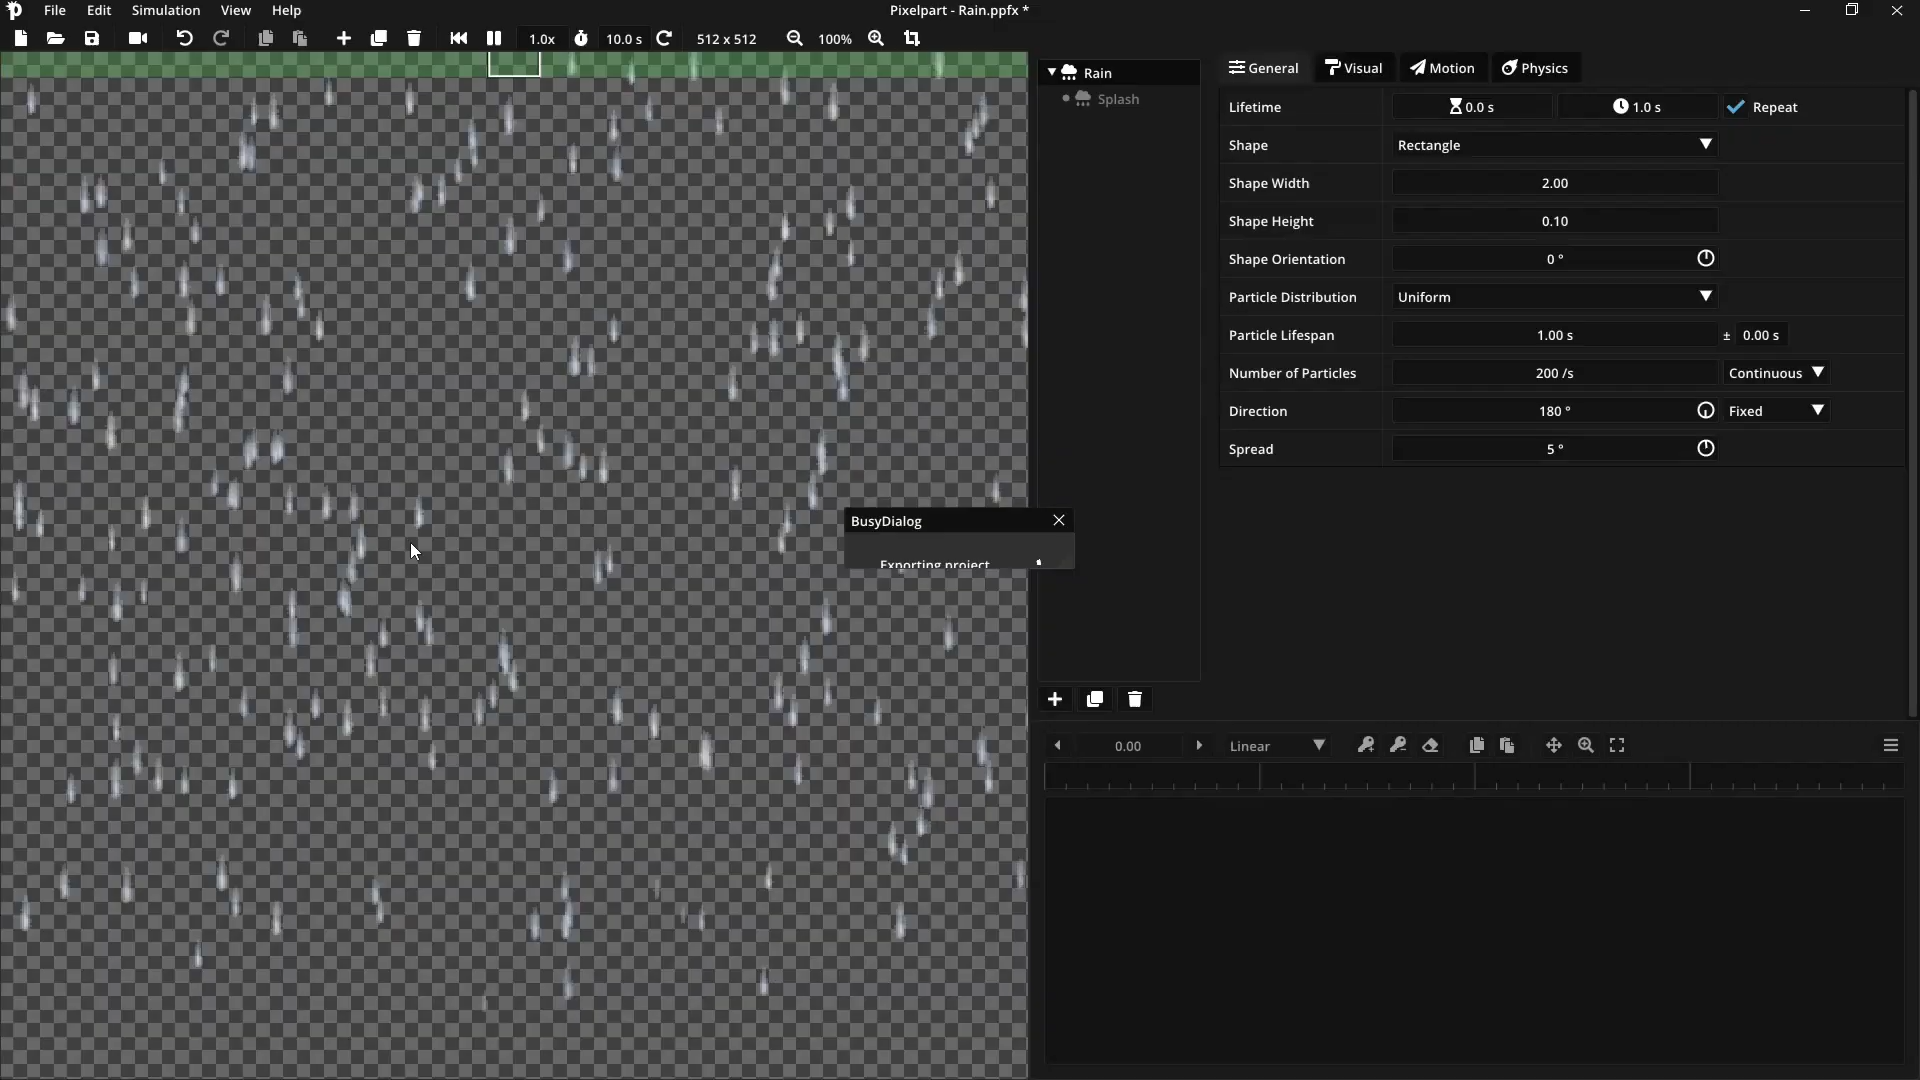 File Edit Simulation View Help Pixelpart - Rain.ppfx *
1.0x 10.0 s 512 x 512 100%
Rain
Splash
General Visual Motion Physics
Lifetime 0.0 s 1.0 s Repeat
Shape Rectangle
Shape Width 2.00
Shape Height 0.10
Shape Orientation 0 °
Particle Distribution Uniform
Particle Lifespan 1.00 s ± 0.00 s
Number of Particles 200 /s Continuous
Direction 180 ° Fixed
Spread 5 °
BusyDialog
Exporting project
0.00 Linear